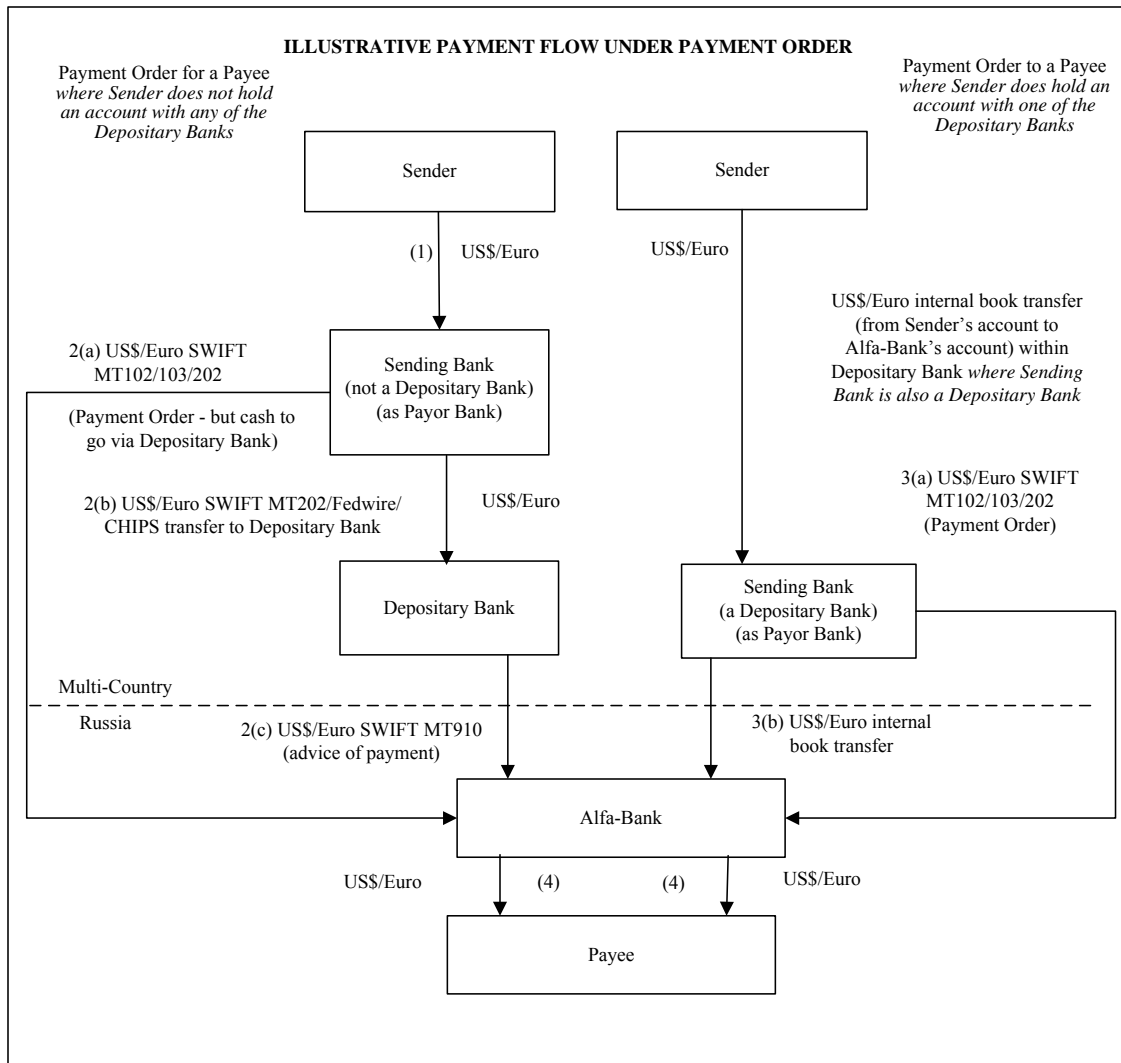 ILLUSTRATIVE PAYMENT FLOW UNDER PAYMENT ORDER
Payment Order for a Payee
where Sender does not hold
an account with any of the
Depositary Banks
Payment Order to a Payee
where Sender does hold an
account with one of the
Depositary Banks
Sender
Sender
(1)
US$/Euro
US$/Euro
2(a) US$/Euro SWIFT
MT102/103/202
(Payment Order - but cash to
go via Depositary Bank)
Sending Bank
(not a Depositary Bank)
(as Payor Bank)
US$/Euro internal book transfer
(from Sender’s account to
Alfa-Bank’s account) within
Depositary Bank where Sending
Bank is also a Depositary Bank
2(b) US$/Euro SWIFT MT202/Fedwire/
CHIPS transfer to Depositary Bank
US$/Euro
3(a) US$/Euro SWIFT
MT102/103/202
(Payment Order)
Depositary Bank
Sending Bank
(a Depositary Bank)
(as Payor Bank)
Multi-Country
Russia
2(c) US$/Euro SWIFT MT910
(advice of payment)
3(b) US$/Euro internal
book transfer
Alfa-Bank
US$/Euro
(4)
(4)
US$/Euro
Payee